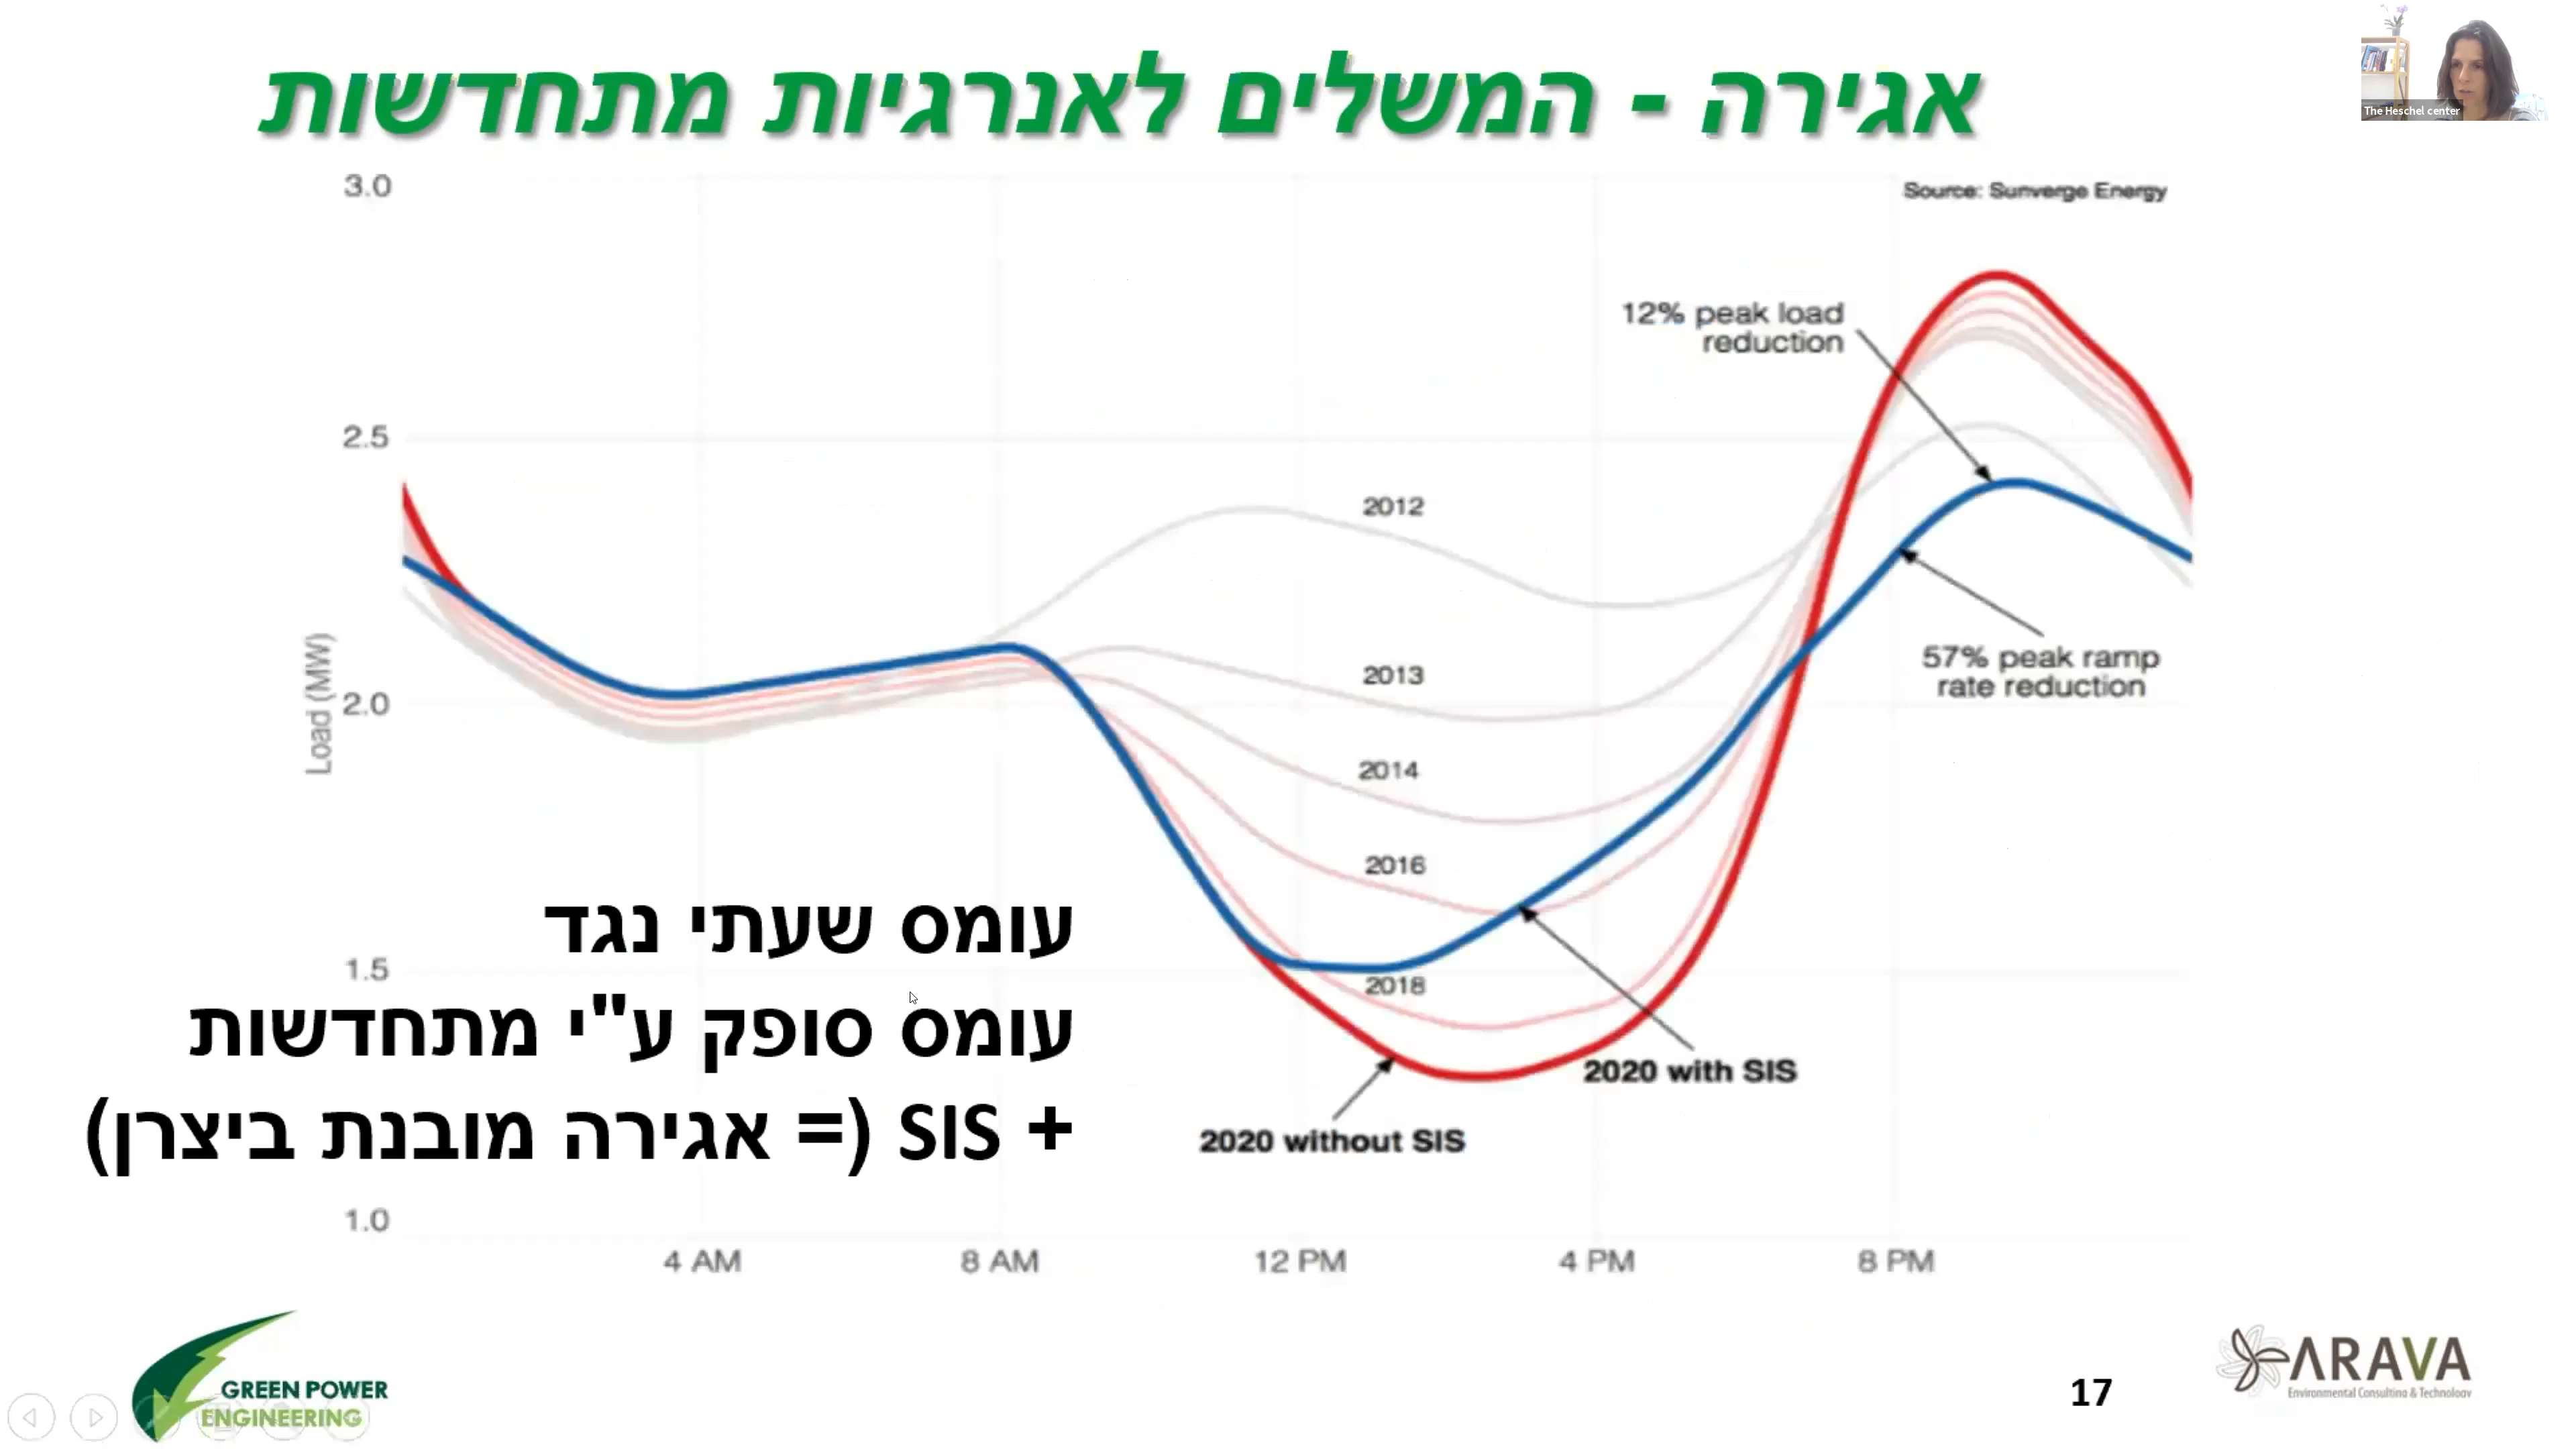 אגירה - המשלים לאנרגיות מתחדשות
The Heschel center
3.0
Source: Sunverge Energy
12% peak load
reduction
2.5
2012
57% peak ramp
rate reduction
2013
Load (MW)
2.0
2014
2016
עומס שעתי נגד
עומס סופק ע"י מתחדשות
+ SIS (= אגירה מובנת ביצרן)
1.5
2018
2020 with SIS
2020 without SIS
1.0
4 AM
8 AM
12 PM
4 PM
8 PM
GREEN POWER
ENGINEERING
17
ARAVA
Environmental Consulting & Technology